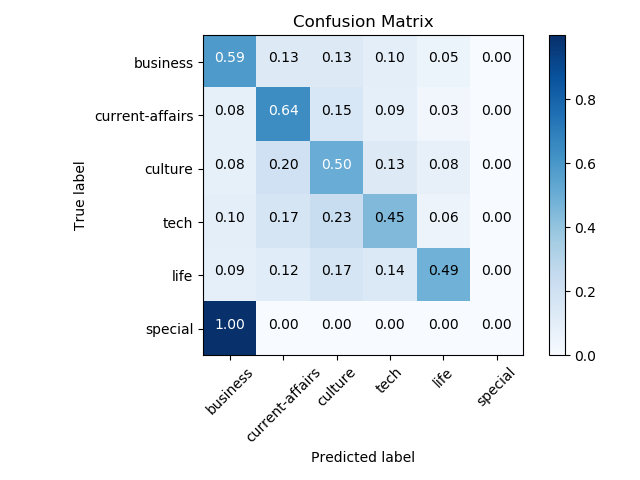 Confusion Matrix
business 0.59 0.13 0.13 0.10 0.05 0.00
current-affairs 0.08 0.64 0.15 0.09 0.03 0.00
culture 0.08 0.20 0.50 0.13 0.08 0.00
tech 0.10 0.17 0.23 0.45 0.06 0.00
life 0.09 0.12 0.17 0.14 0.49 0.00
special 1.00 0.00 0.00 0.00 0.00 0.00
True label
business current-affairs culture tech life special
Predicted label
0.8
0.6
0.4
0.2
0.0